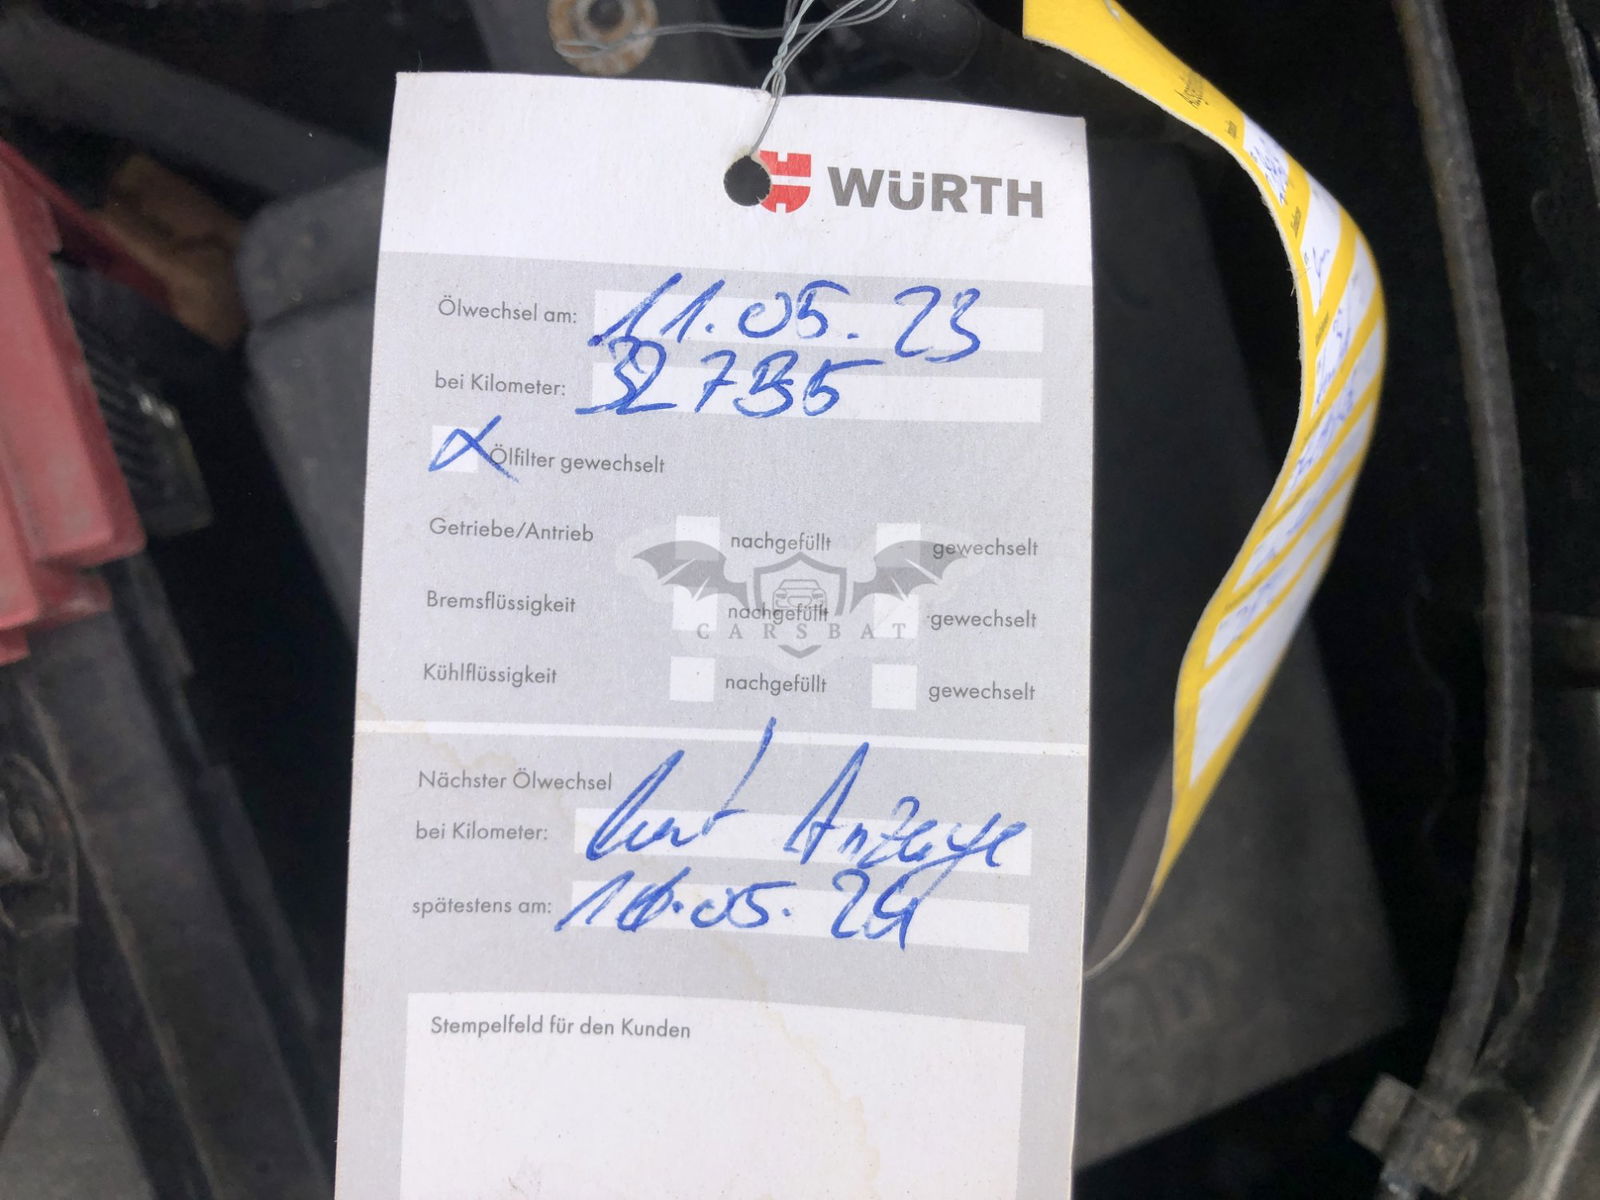 WÜRTH
Ölwechsel am: 11.05.23
bei Kilometer: 32735
Ölfilter gewechselt
Getriebe/Antrieb nachgefüllt gewechselt
Bremsflüssigkeit nachgefüllt gewechselt
CARSBAT
Kühlflüssigkeit nachgefüllt gewechselt
Nächster Ölwechsel
bei Kilometer: laut Anzeige
spätestens am: .05.24
Stempelfeld für den Kunden